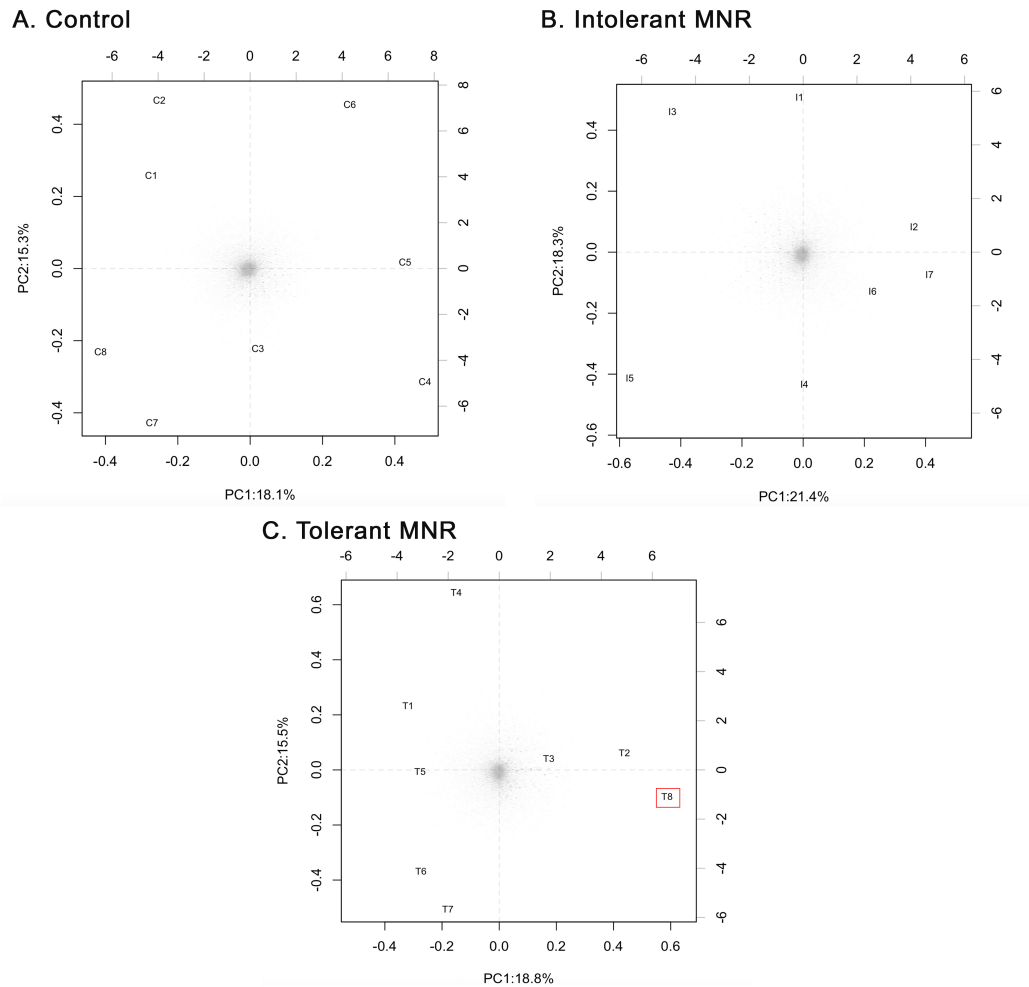 A. Control
-6 -4 -2 0 2 4 6 8
C2
C6
C1
C5
C3
C8
C4
C7
0.4
0.2
0.0
-0.2
-0.4
8
6
4
2
0
-2
-4
-6
PC2:15.3%
-0.4 -0.2 0.0 0.2 0.4
PC1:18.1%
B. Intolerant MNR
-6 -4 -2 0 2 4 6
I1
I3
I2
I7
I6
I5
I4
0.4
0.2
0.0
-0.2
-0.4
-0.6
6
4
2
0
-2
-4
-6
PC2:18.3%
-0.6 -0.4 -0.2 0.0 0.2 0.4
PC1:21.4%
C. Tolerant MNR
-6 -4 -2 0 2 4 6
T4
T1
T2
T3
T5
T8
T6
T7
0.6
0.4
0.2
0.0
-0.2
-0.4
6
4
2
0
-2
-4
-6
PC2:15.5%
-0.4 -0.2 0.0 0.2 0.4 0.6
PC1:18.8%